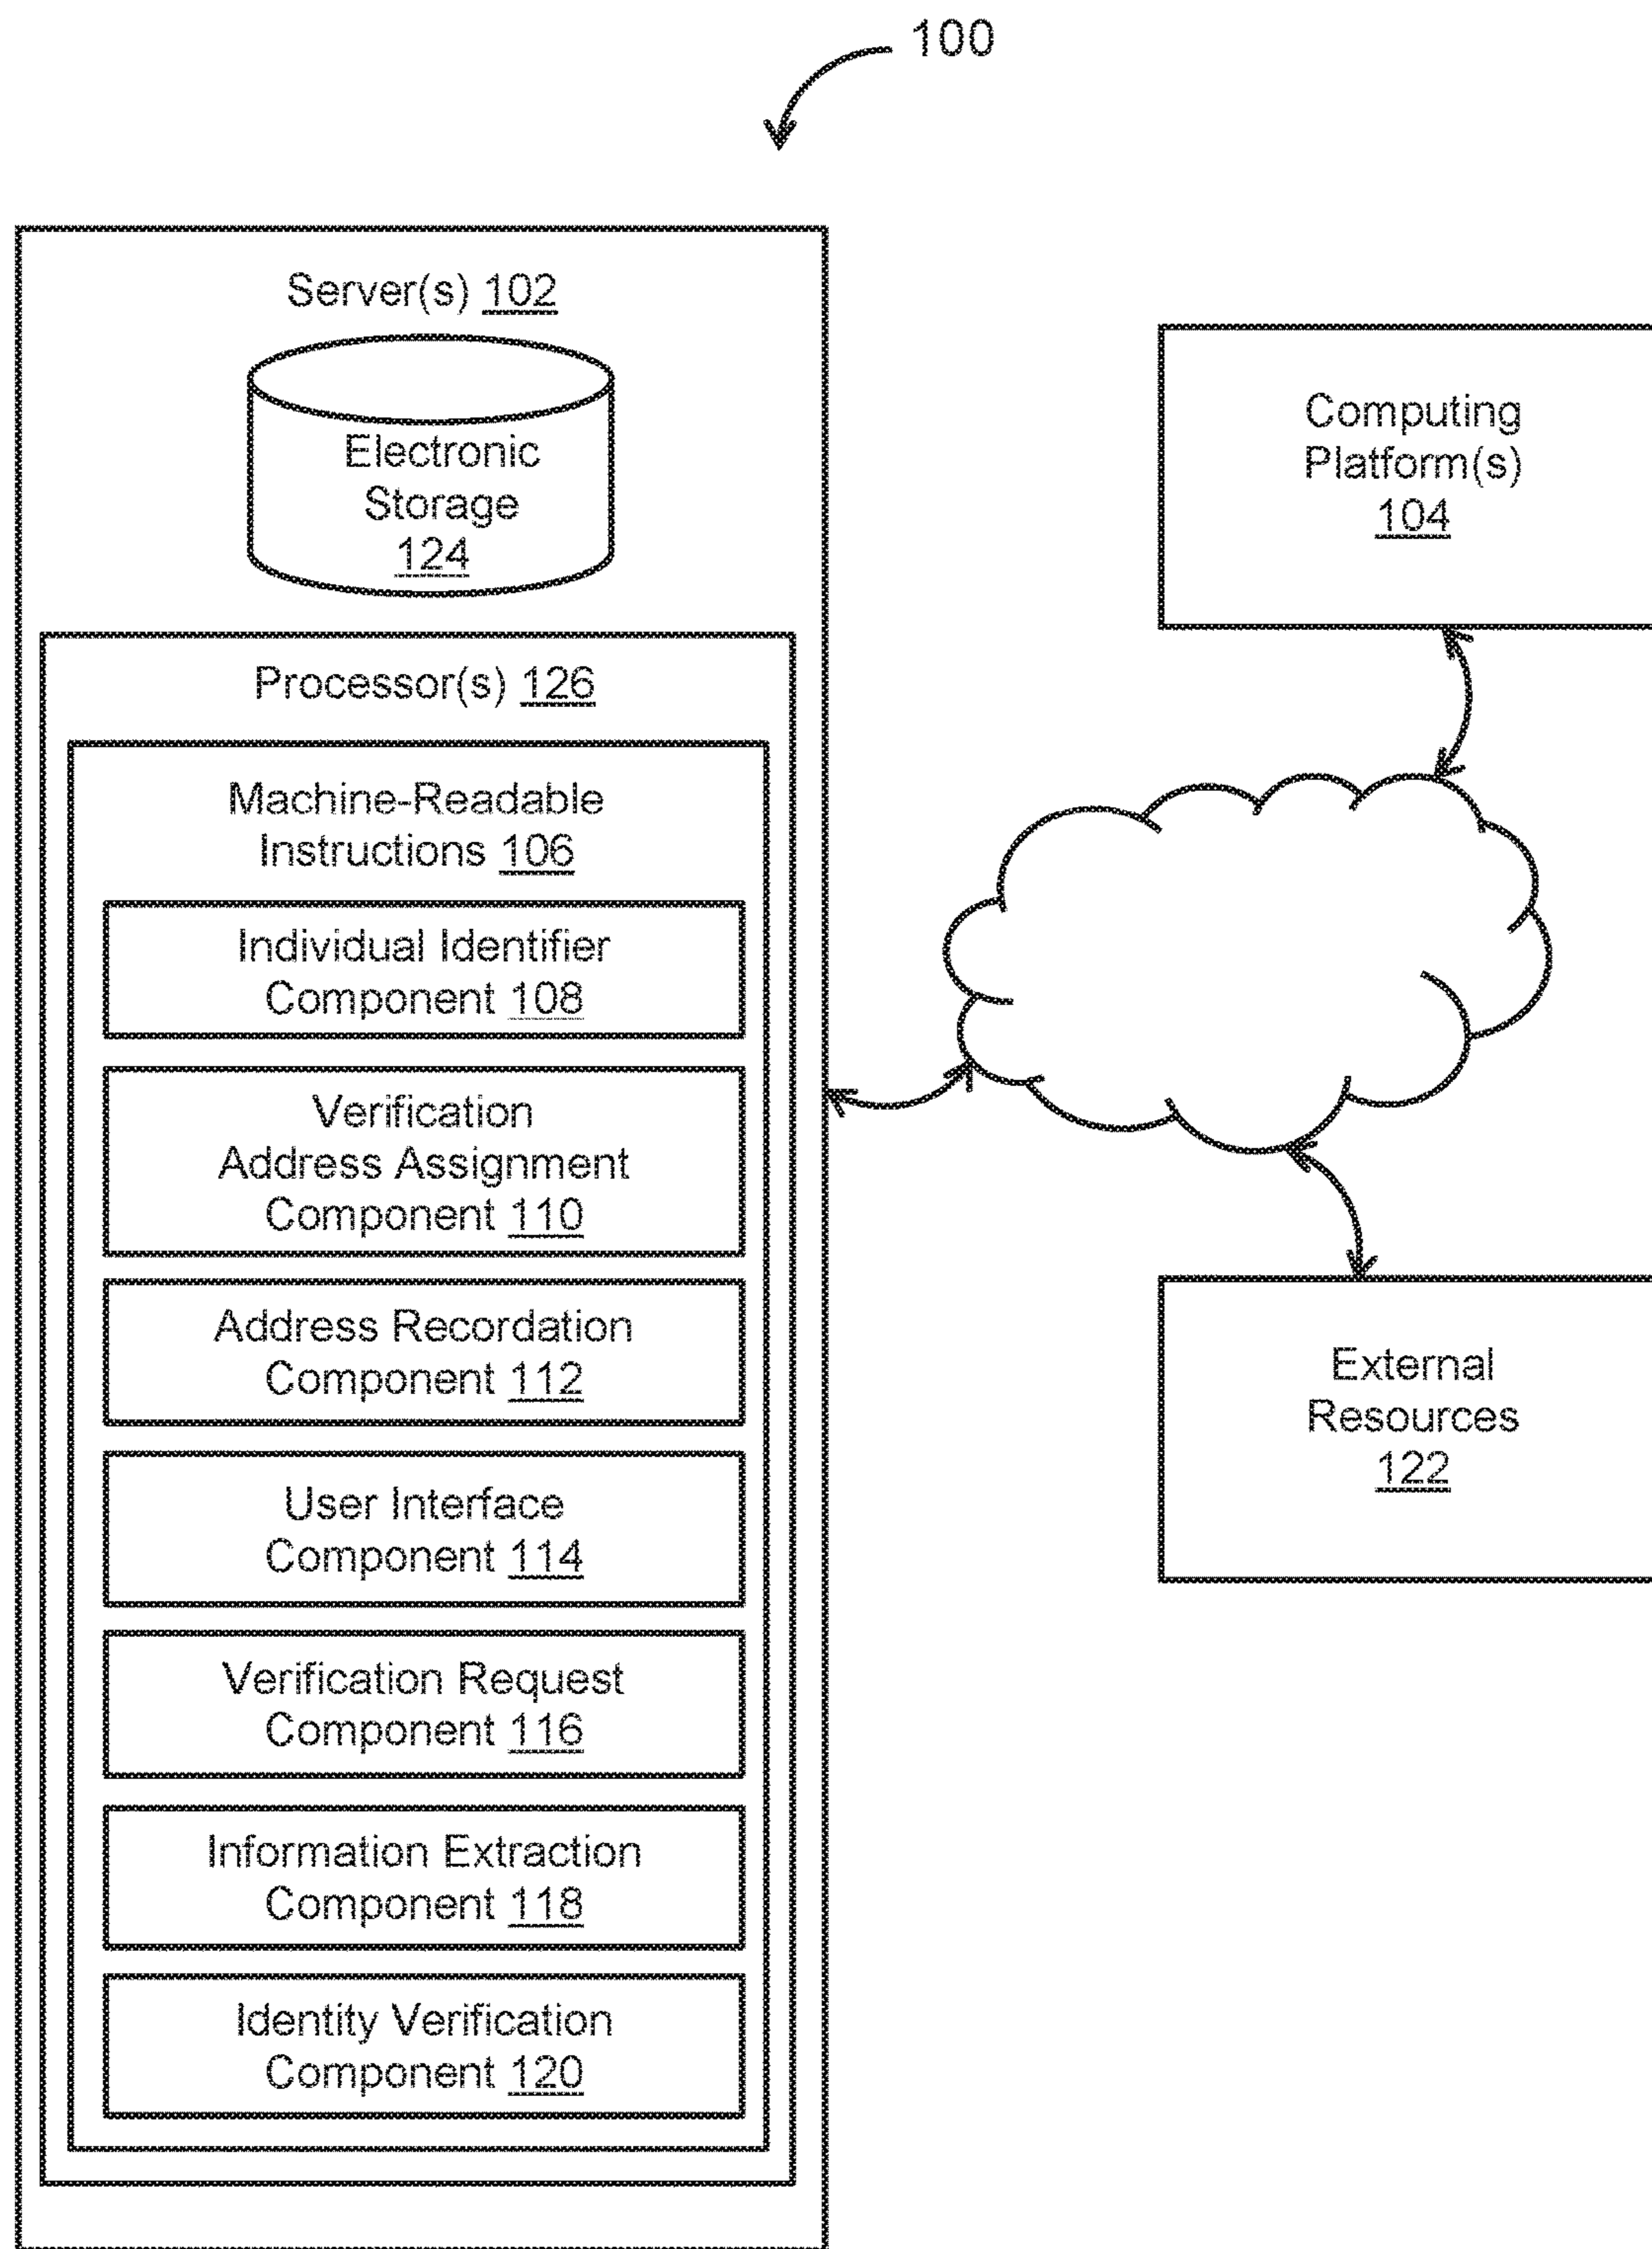 100
Server(s) 102
Electronic
Storage
124
Processor(s) 126
Machine-Readable
Instructions 106
Individual Identifier
Component 108
Verification
Address Assignment
Component 110
Address Recordation
Component 112
User Interface
Component 114
Verification Request
Component 116
Information Extraction
Component 118
Identity Verification
Component 120
Computing
Platform(s)
104
External
Resources
122